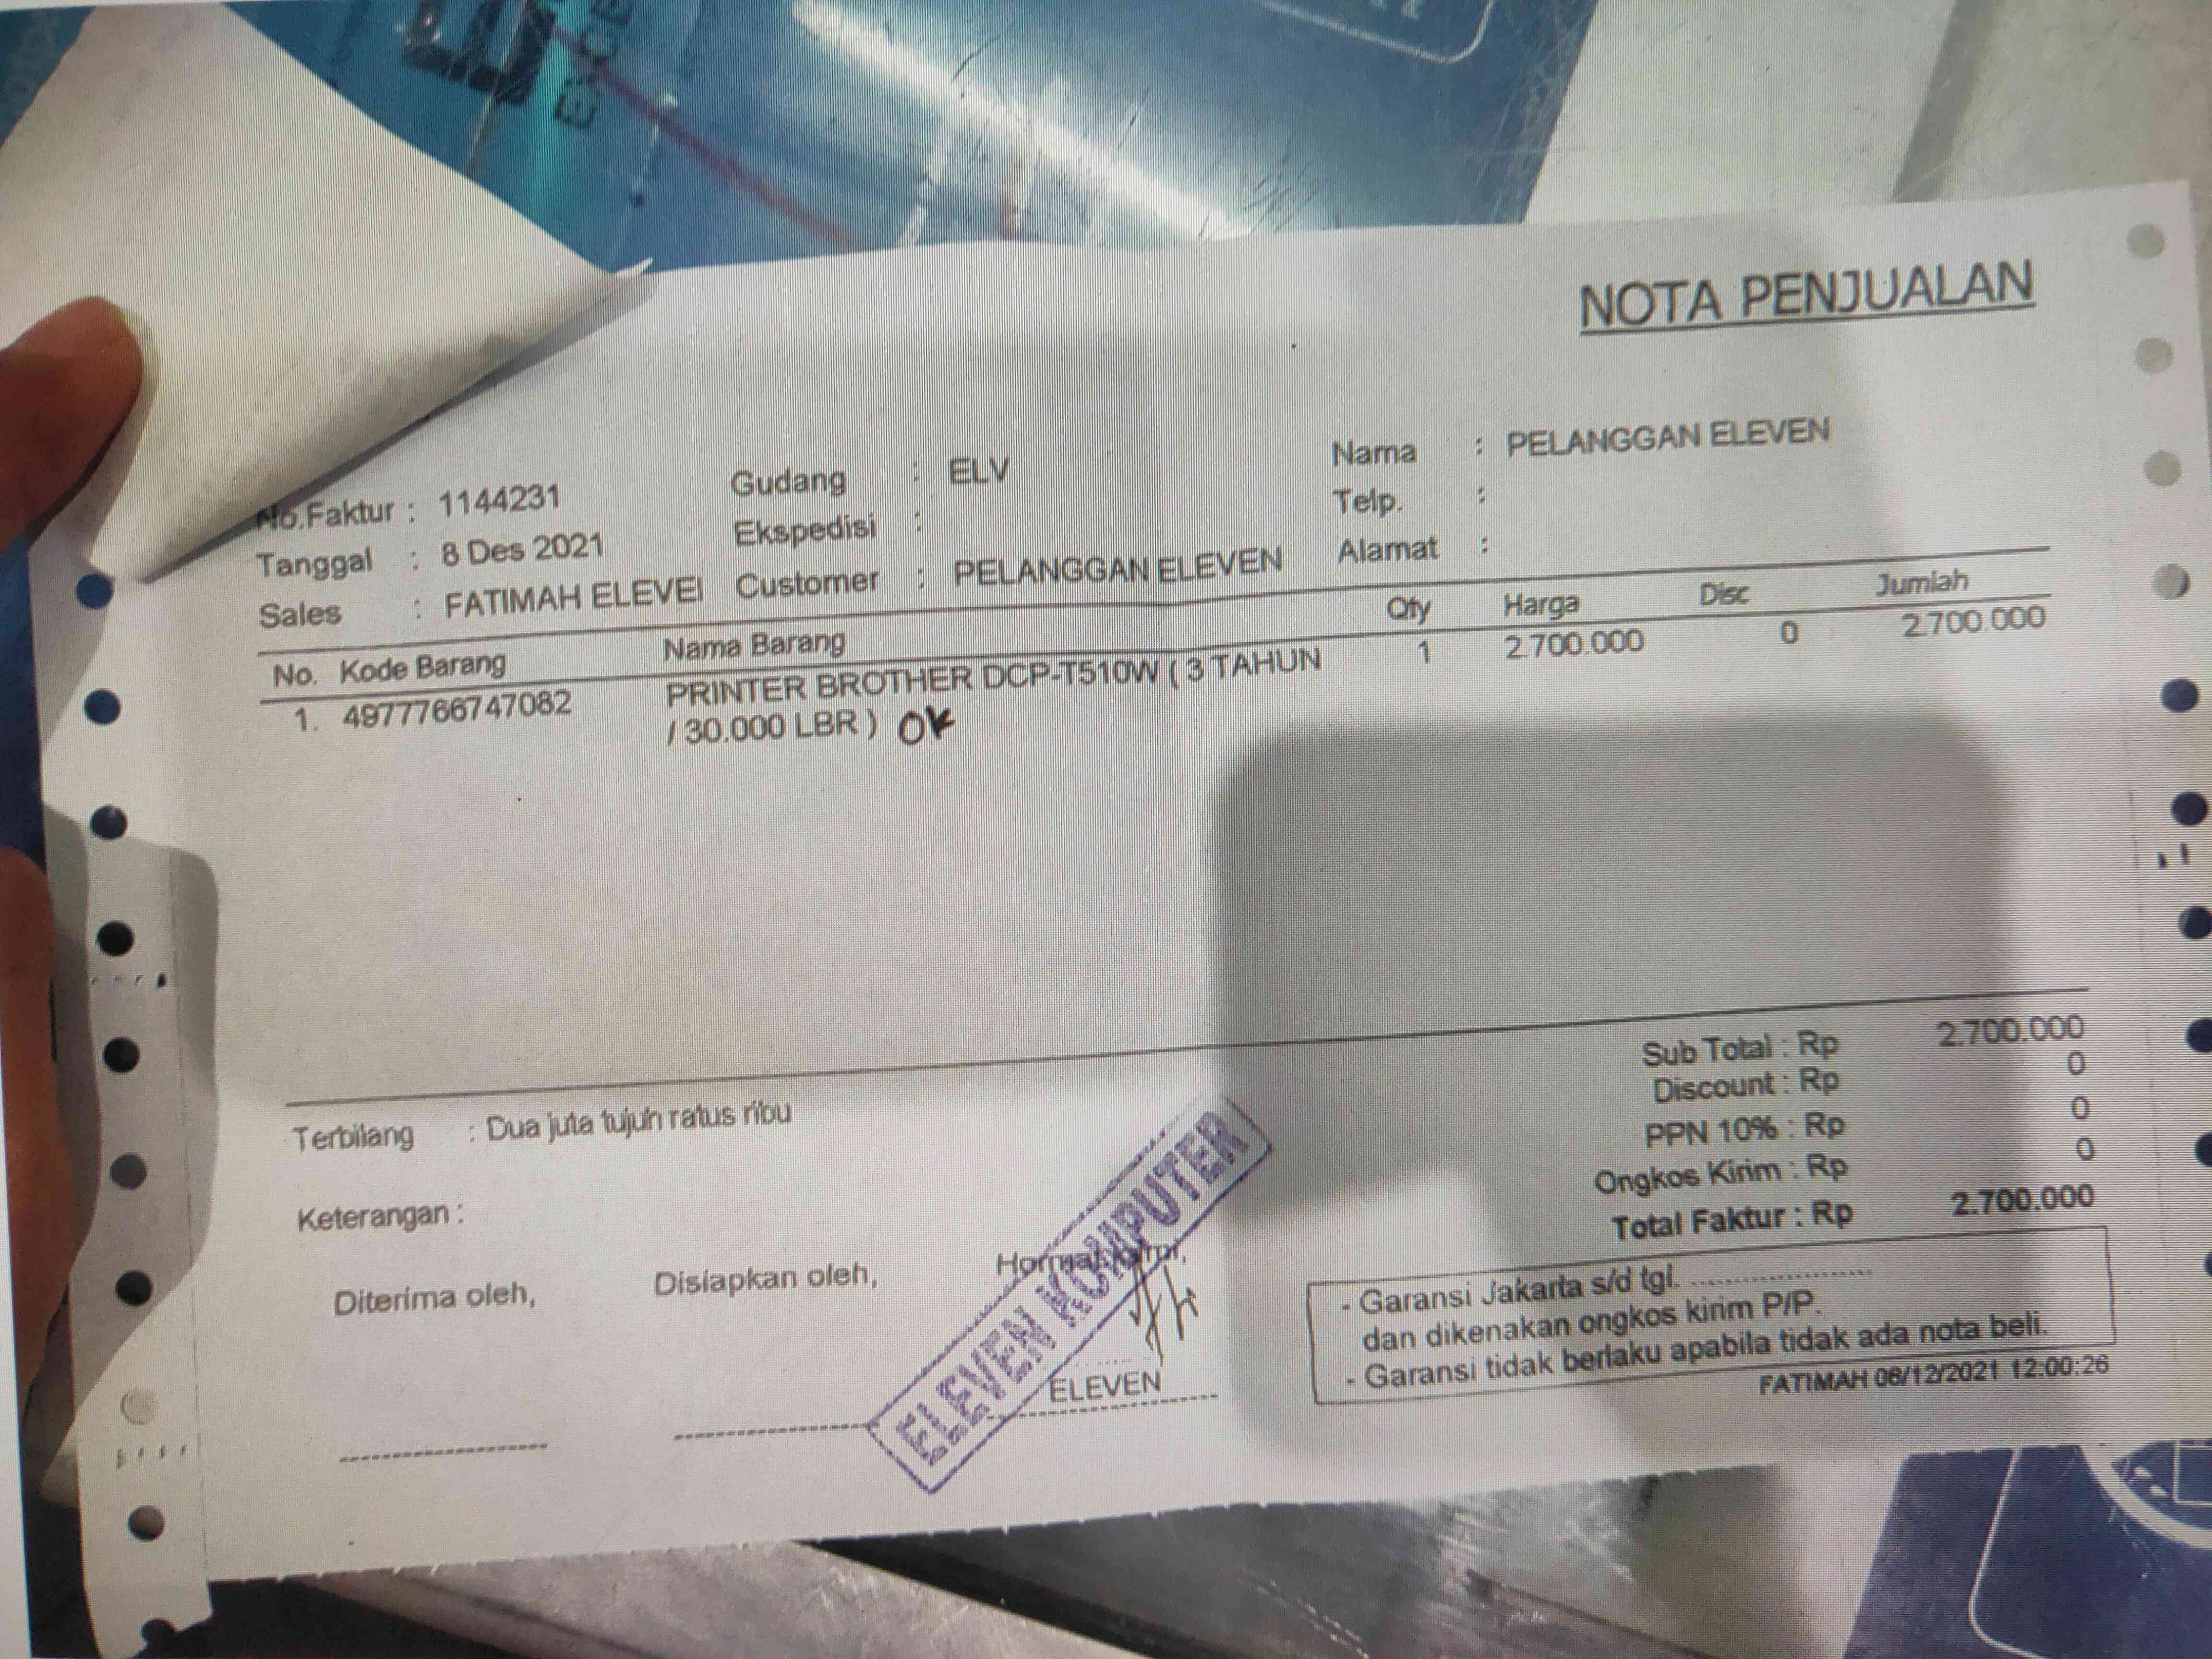 NOTA PENJUALAN
No.Faktur : 1144231
Tanggal : 8 Des 2021
Sales : FATIMAH ELEVEI
Gudang : ELV
Ekspedisi :
Customer : PELANGGAN ELEVEN
Nama : PELANGGAN ELEVEN
Telp. :
Alamat :
No. Kode Barang Nama Barang Qty Harga Disc Jumlah
1. 4977766747082 PRINTER BROTHER DCP-T510W ( 3 TAHUN 1 2.700.000 0 2.700.000
/ 30.000 LBR ) OK
Sub Total : Rp 2.700.000
Discount : Rp 0
PPN 10% : Rp 0
Ongkos Kirim : Rp 0
Total Faktur : Rp 2.700.000
Terbilang : Dua juta tujuh ratus ribu
Keterangan :
Diterima oleh,
Disiapkan oleh,
ELEVEN KOMPUTER
ELEVEN
- Garansi Jakarta s/d tgl. ........................
dan dikenakan ongkos kirim P/P.
- Garansi tidak berlaku apabila tidak ada nota beli.
FATIMAH 08/12/2021 12:00:26